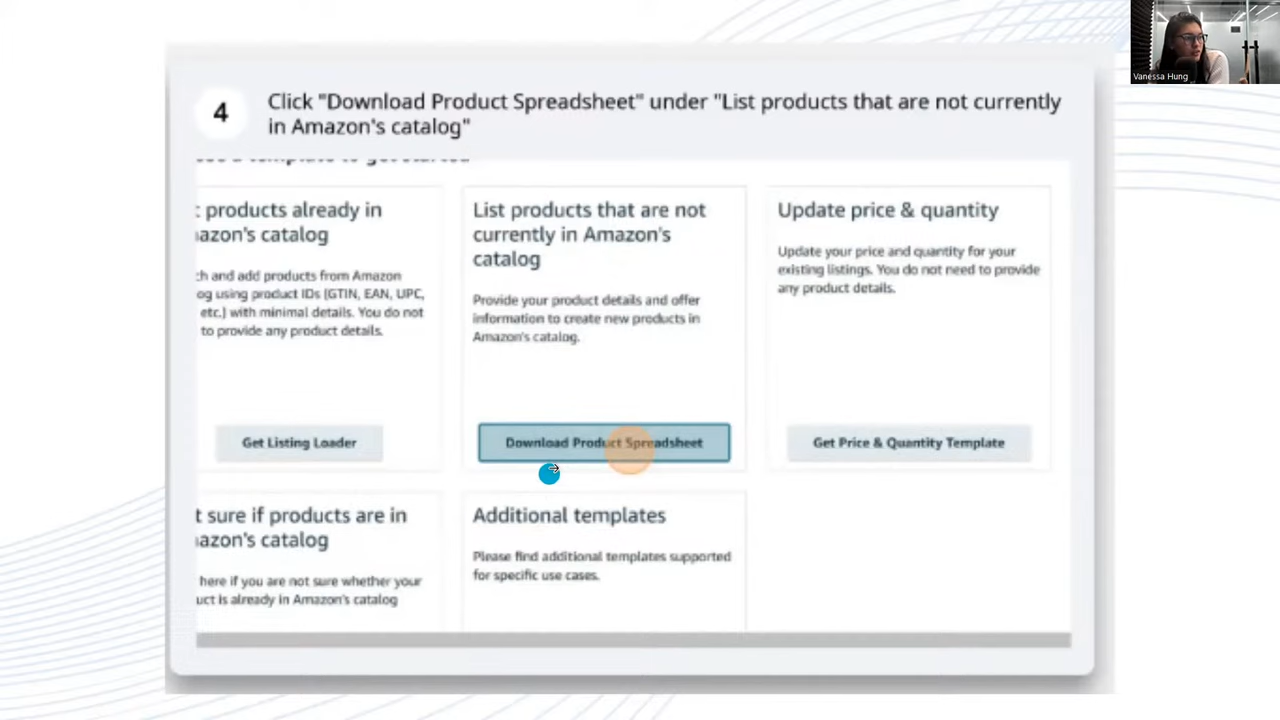 Vanessa Hung
4
Click "Download Product Spreadsheet" under "List products that are not currently
in Amazon's catalog"
products already in
azon's catalog
ch and add products from Amazon
og using product IDs (GTIN, EAN, UPC,
etc.) with minimal details. You do not
to provide any product details.
Get Listing Loader
List products that are not
currently in Amazon's
catalog
Provide your product details and offer
information to create new products in
Amazon's catalog.
Download Product Spreadsheet
Update price & quantity
Update your price and quantity for your
existing listings. You do not need to provide
any product details.
Get Price & Quantity Template
t sure if products are in
azon's catalog
here if you are not sure whether your
uct is already in Amazon's catalog
Additional templates
Please find additional templates supported
for specific use cases.